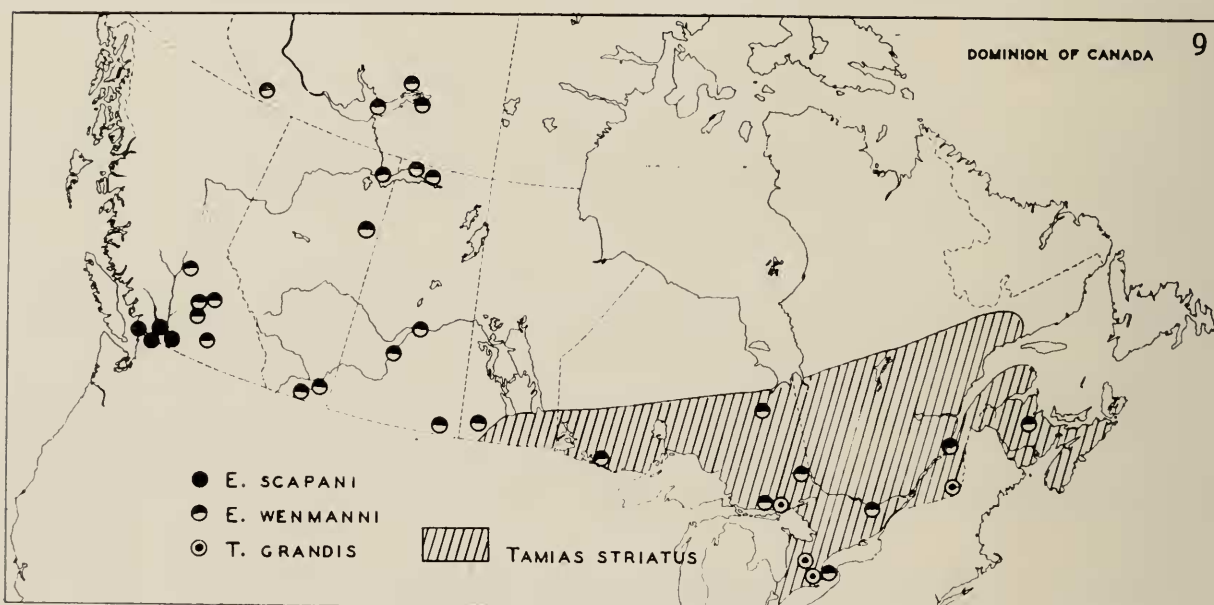 DOMINION OF CANADA
9
E. SCAPANI
E. WENMANNI
T. GRANDIS
TAMIAS STRIATUS